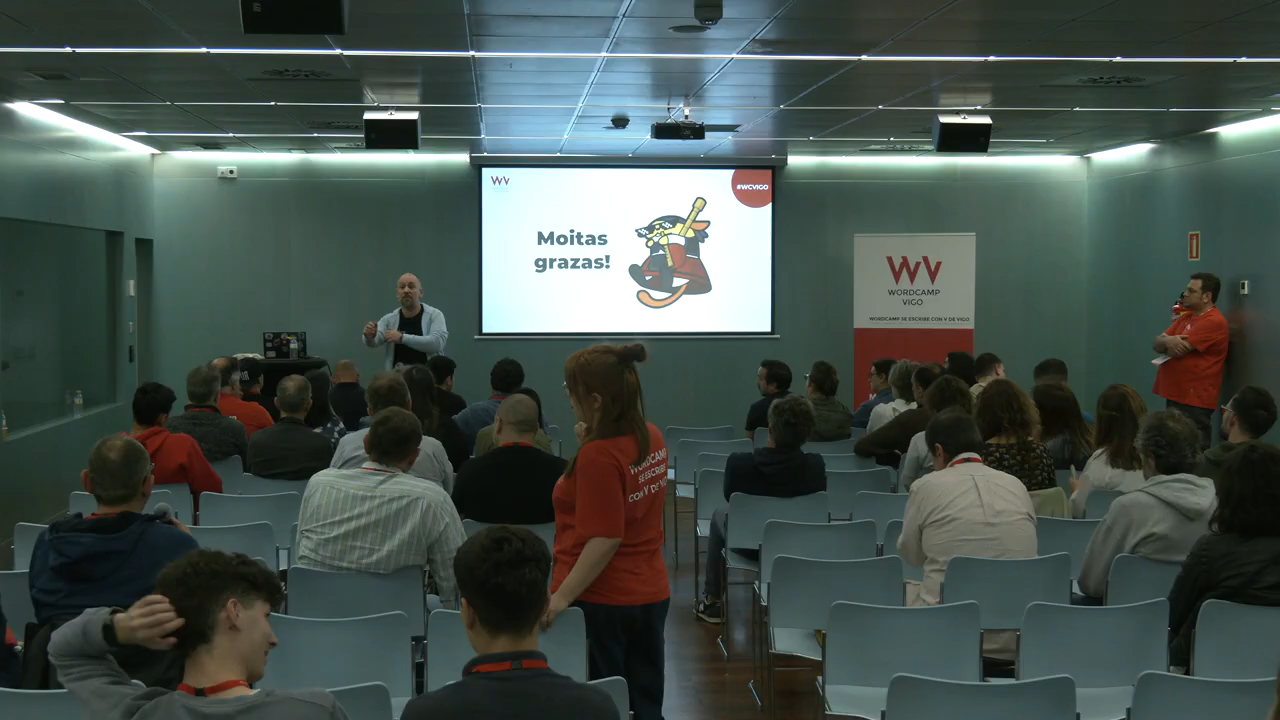 WV
#WCVIGO
Moitas
grazas!
WV
WORDCAMP
VIGO
WORDCAMP SE ESCRIBE CON V DE VIGO
WORDCAMP
SE ESCRIBE
CON V DE VIGO